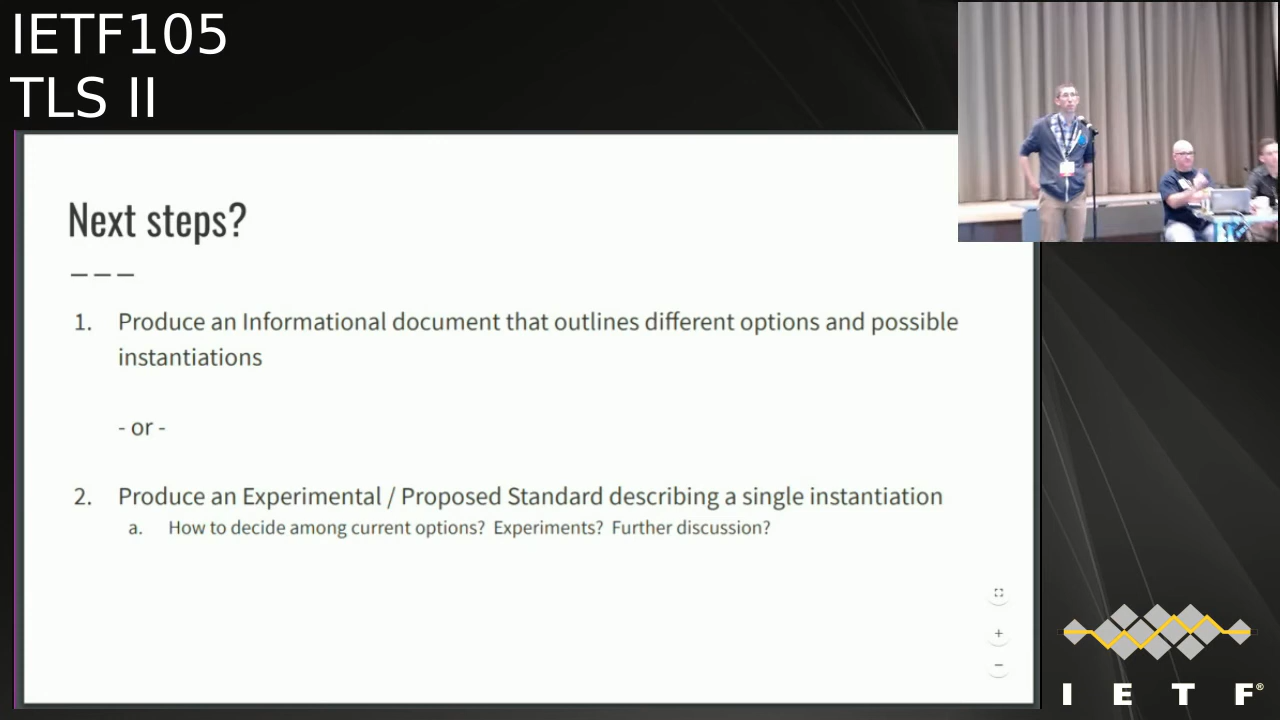 IETF105
TLS II
Next steps?
1. Produce an Informational document that outlines different options and possible
instantiations
- or -
2. Produce an Experimental / Proposed Standard describing a single instantiation
a. How to decide among current options? Experiments? Further discussion?
I E T F®